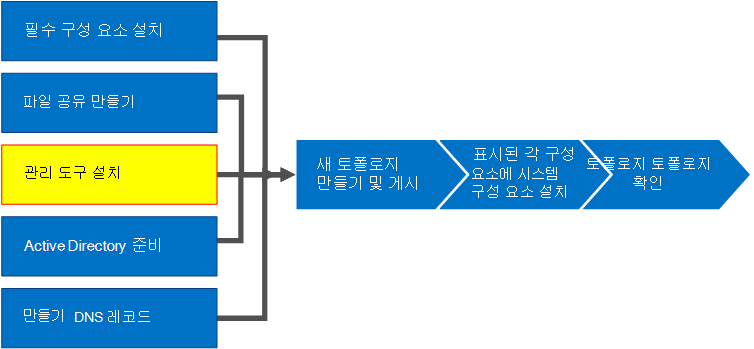 필수 구성 요소 설치
파일 공유 만들기
관리 도구 설치
Active Directory 준비
만들기 DNS 레코드
새 토폴로지
만들기 및 게시
표시된 각 구성
요소에 시스템
구성 요소 설치
토폴로지 토폴로지
확인